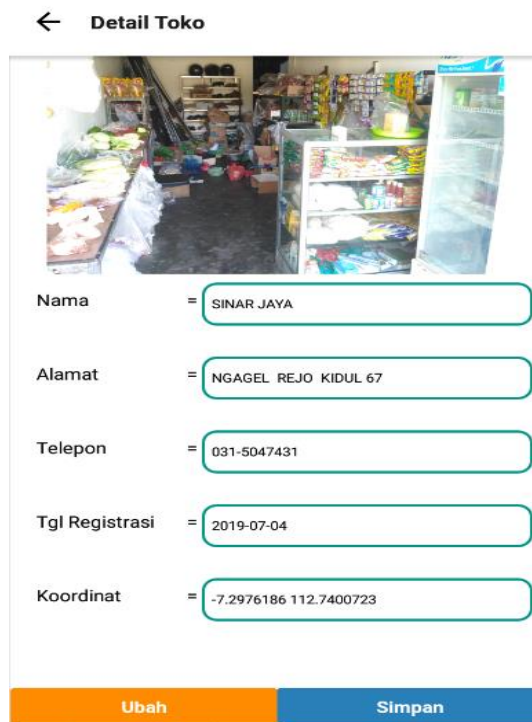 Detail Toko
Nama = SINAR JAYA
Alamat = NGAGEL REJO KIDUL 67
Telepon = 031-5047431
Tgl Registrasi = 2019-07-04
Koordinat = -7.2976186 112.7400723
Ubah Simpan